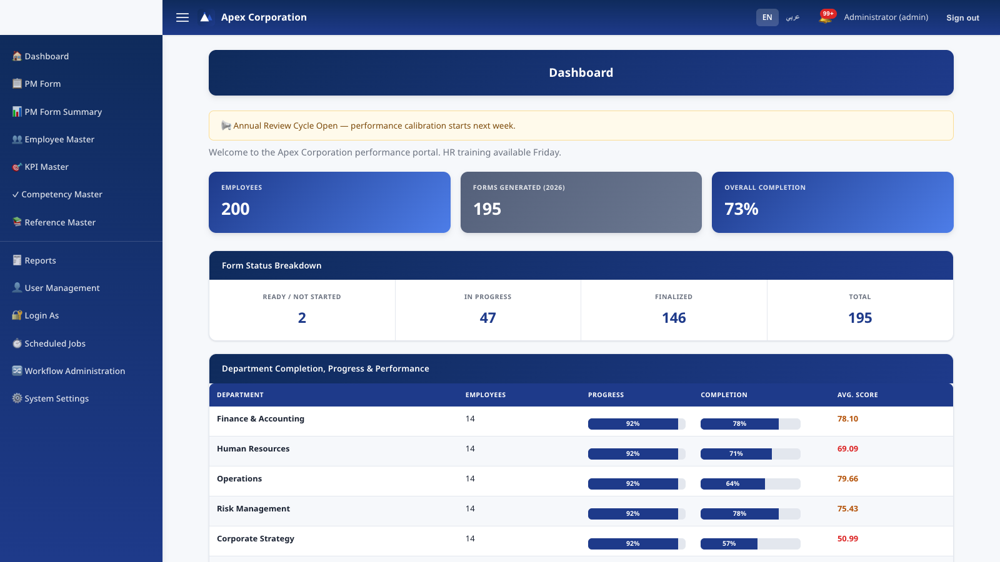 Apex Corporation
EN
عربي
99+
Administrator (admin)
Sign out
Dashboard
PM Form
PM Form Summary
Employee Master
KPI Master
Competency Master
Reference Master
Reports
User Management
Login As
Scheduled Jobs
Workflow Administration
System Settings
Dashboard
Annual Review Cycle Open — performance calibration starts next week.
Welcome to the Apex Corporation performance portal. HR training available Friday.
EMPLOYEES
200
FORMS GENERATED (2026)
195
OVERALL COMPLETION
73%
Form Status Breakdown
READY / NOT STARTED
2
IN PROGRESS
47
FINALIZED
146
TOTAL
195
Department Completion, Progress & Performance
DEPARTMENT EMPLOYEES PROGRESS COMPLETION AVG. SCORE
Finance & Accounting 14 92% 78% 78.10
Human Resources 14 92% 71% 69.09
Operations 14 92% 64% 79.66
Risk Management 14 92% 78% 75.43
Corporate Strategy 14 92% 57% 50.99